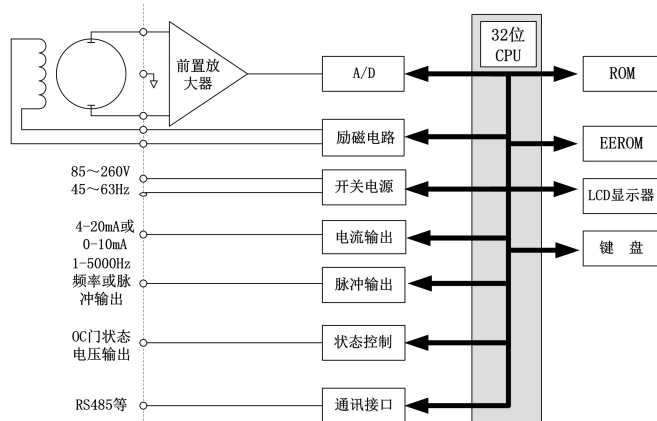 32位
CPU
前置放
大器
A/D
ROM
励磁电路
EEROM
85～260V
45～63Hz
开关电源
LCD显示器
4-20mA或
0-10mA
电流输出
键 盘
1-5000Hz
频率或脉
冲输出
脉冲输出
OC门状态
电压输出
状态控制
RS485等
通讯接口